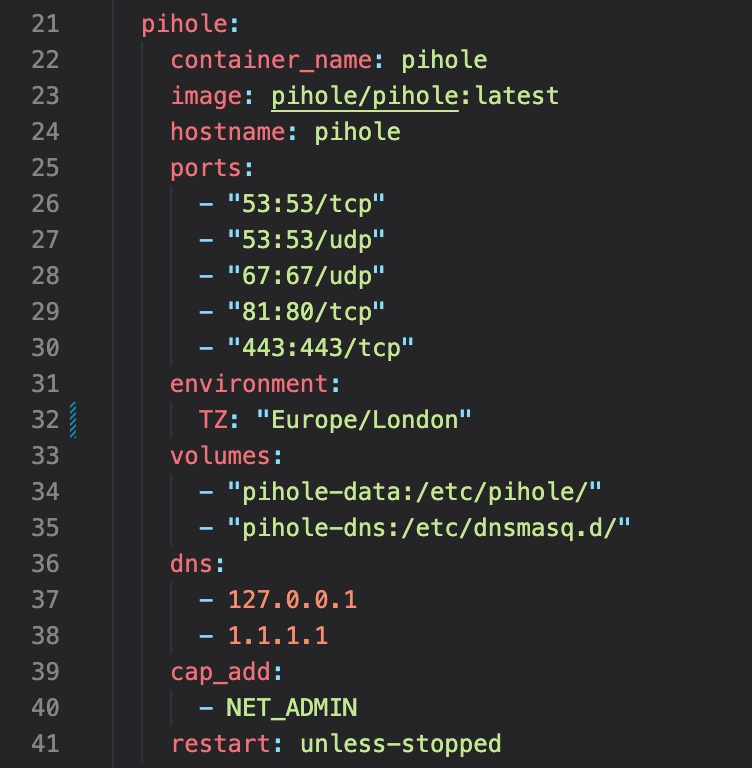 21 pihole:
22 container_name: pihole
23 image: pihole/pihole:latest
24 hostname: pihole
25 ports:
26 - "53:53/tcp"
27 - "53:53/udp"
28 - "67:67/udp"
29 - "81:80/tcp"
30 - "443:443/tcp"
31 environment:
32 TZ: "Europe/London"
33 volumes:
34 - "pihole-data:/etc/pihole/"
35 - "pihole-dns:/etc/dnsmasq.d/"
36 dns:
37 - 127.0.0.1
38 - 1.1.1.1
39 cap_add:
40 - NET_ADMIN
41 restart: unless-stopped